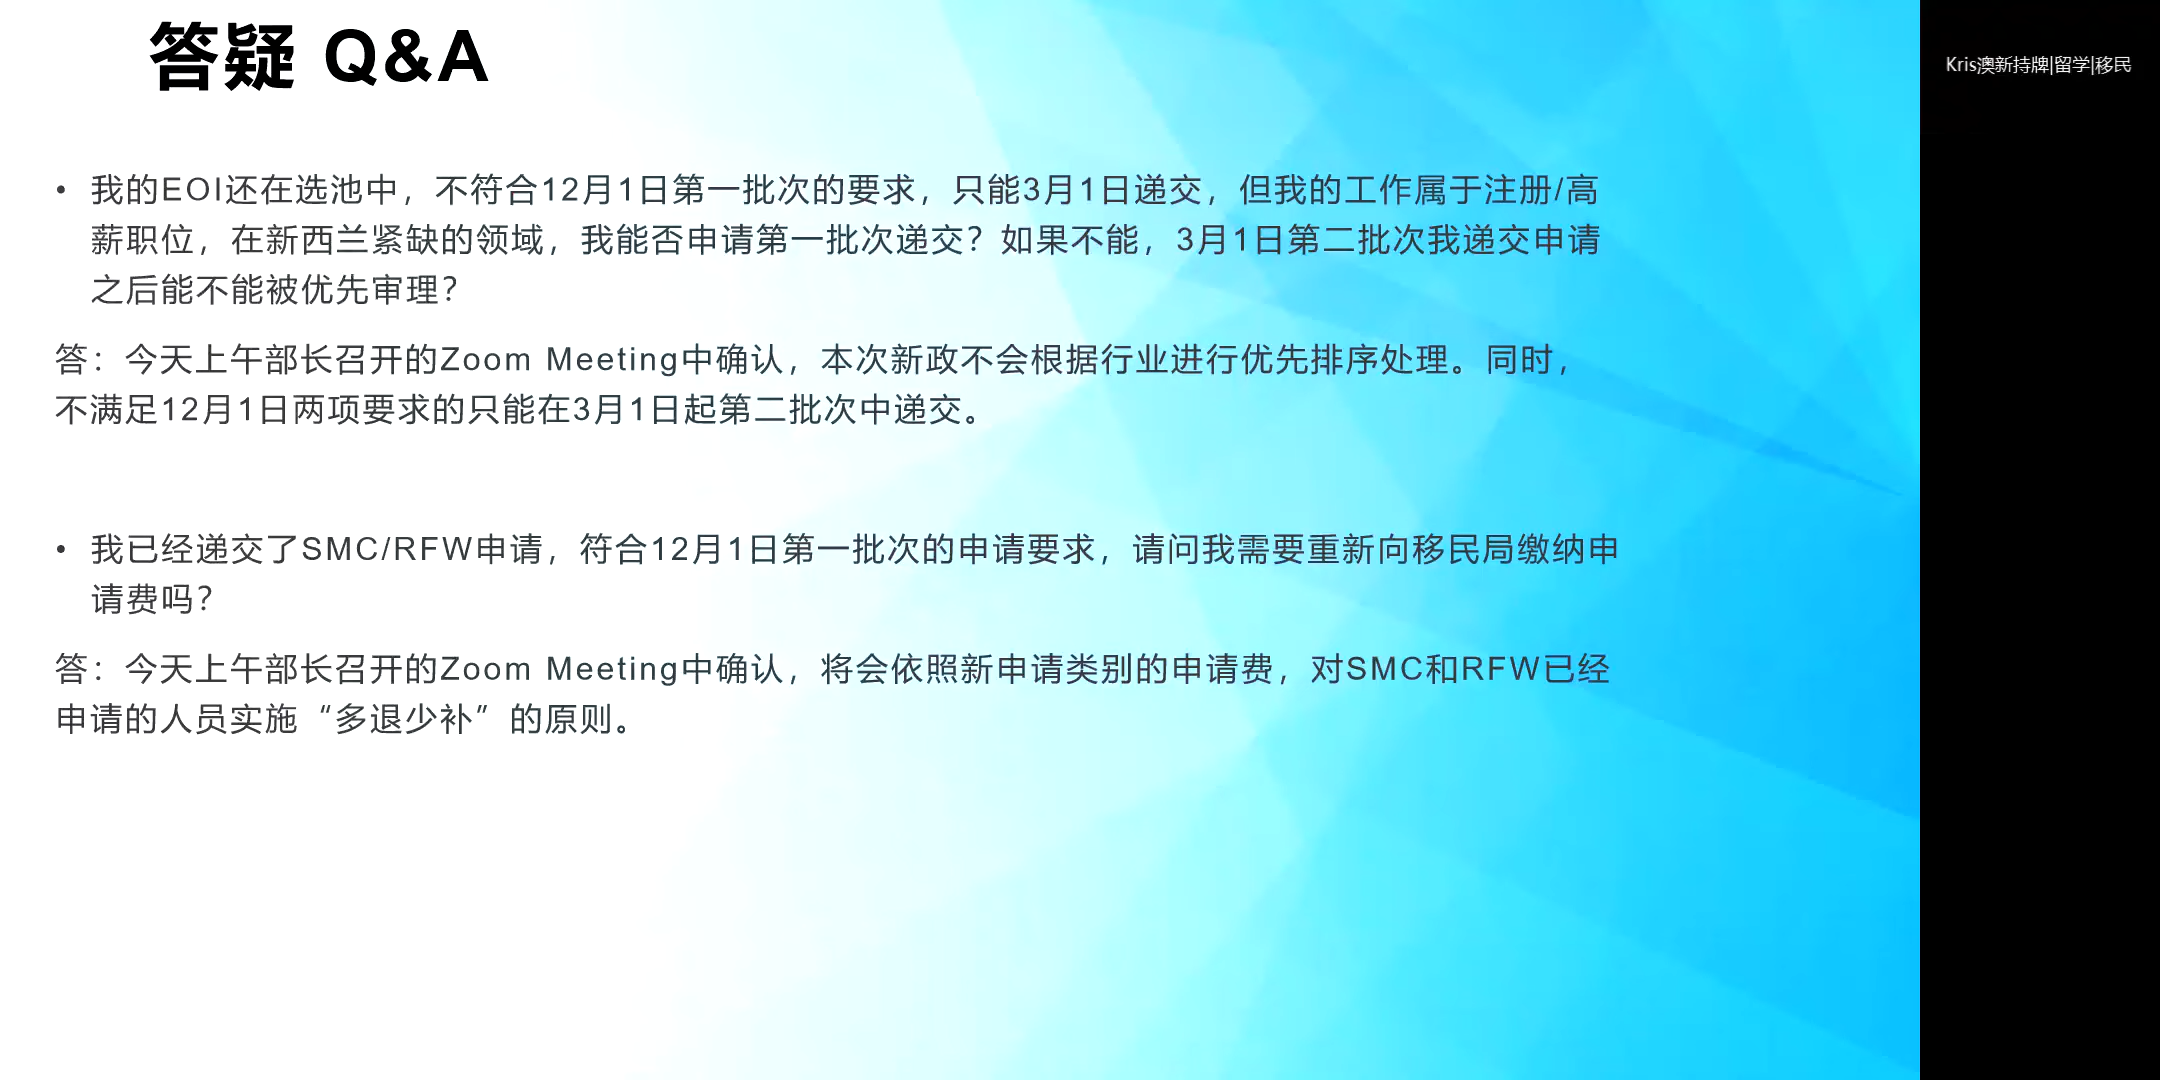 答疑 Q&A
Kris澳新持牌|留学|移民
• 我的EOI还在选池中，不符合12月1日第一批次的要求，只能3月1日递交，但我的工作属于注册/高
薪职位，在新西兰紧缺的领域，我能否申请第一批次递交？如果不能，3月1日第二批次我递交申请
之后能不能被优先审理？
答：今天上午部长召开的Zoom Meeting中确认，本次新政不会根据行业进行优先排序处理。同时，
不满足12月1日两项要求的只能在3月1日起第二批次中递交。
• 我已经递交了SMC/RFW申请，符合12月1日第一批次的申请要求，请问我需要重新向移民局缴纳申
请费吗？
答：今天上午部长召开的Zoom Meeting中确认，将会依照新申请类别的申请费，对SMC和RFW已经
申请的人员实施“多退少补”的原则。